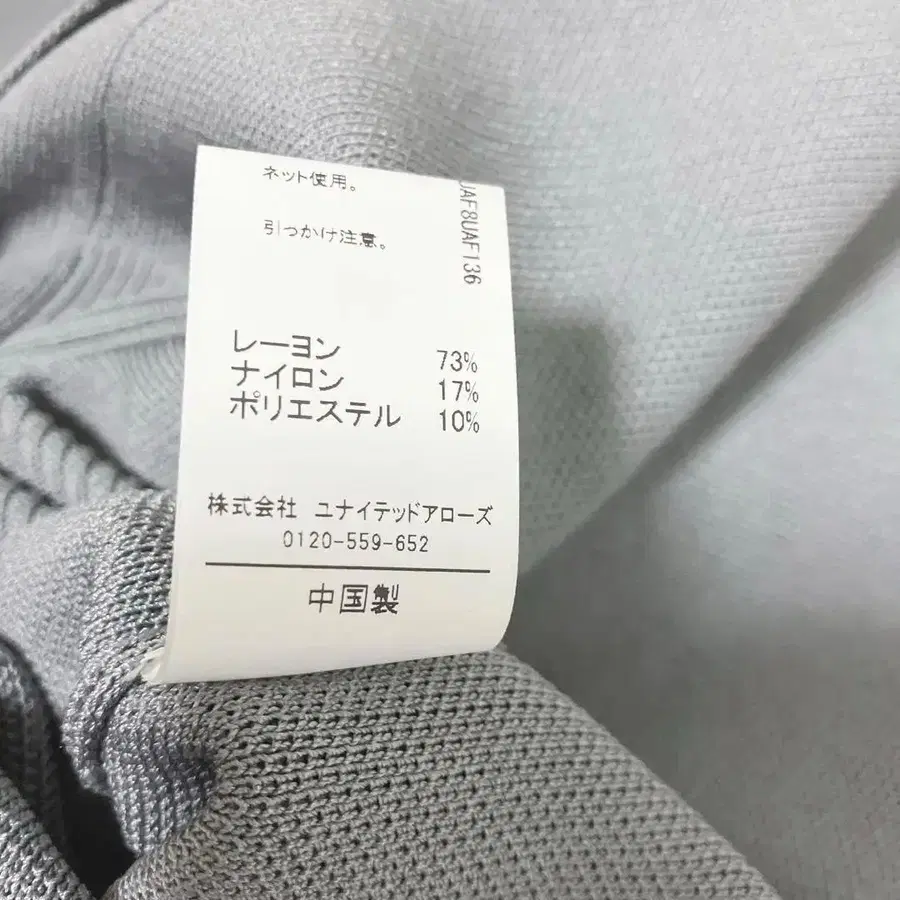 ネット使用。
引っかけ注意。
UAF8UAF136
レーヨン 73%
ナイロン 17%
ポリエステル 10%
株式会社 ユナイテッドアローズ
0120-559-652
中国製